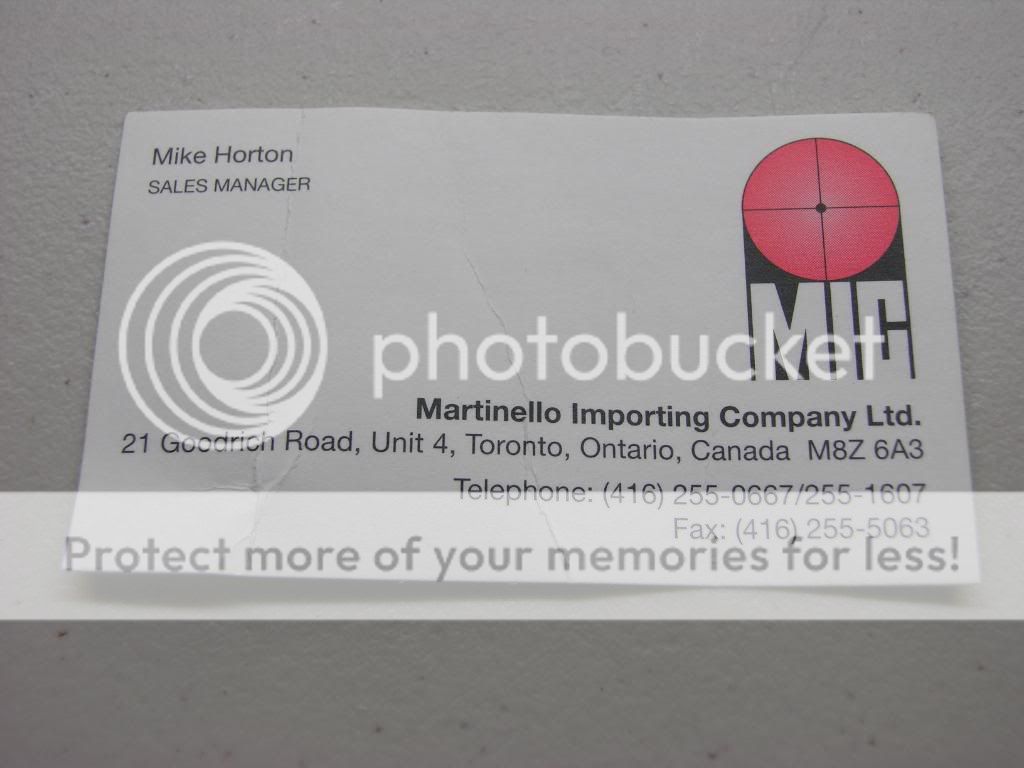 Mike Horton
SALES MANAGER
MIC
photobucket
Martinello Importing Company Ltd.
21 Goodrich Road, Unit 4, Toronto, Ontario, Canada M8Z 6A3
Telephone: (416) 255-0667/255-1607
Fax: (416) 255-5063
Protect more of your memories for less!